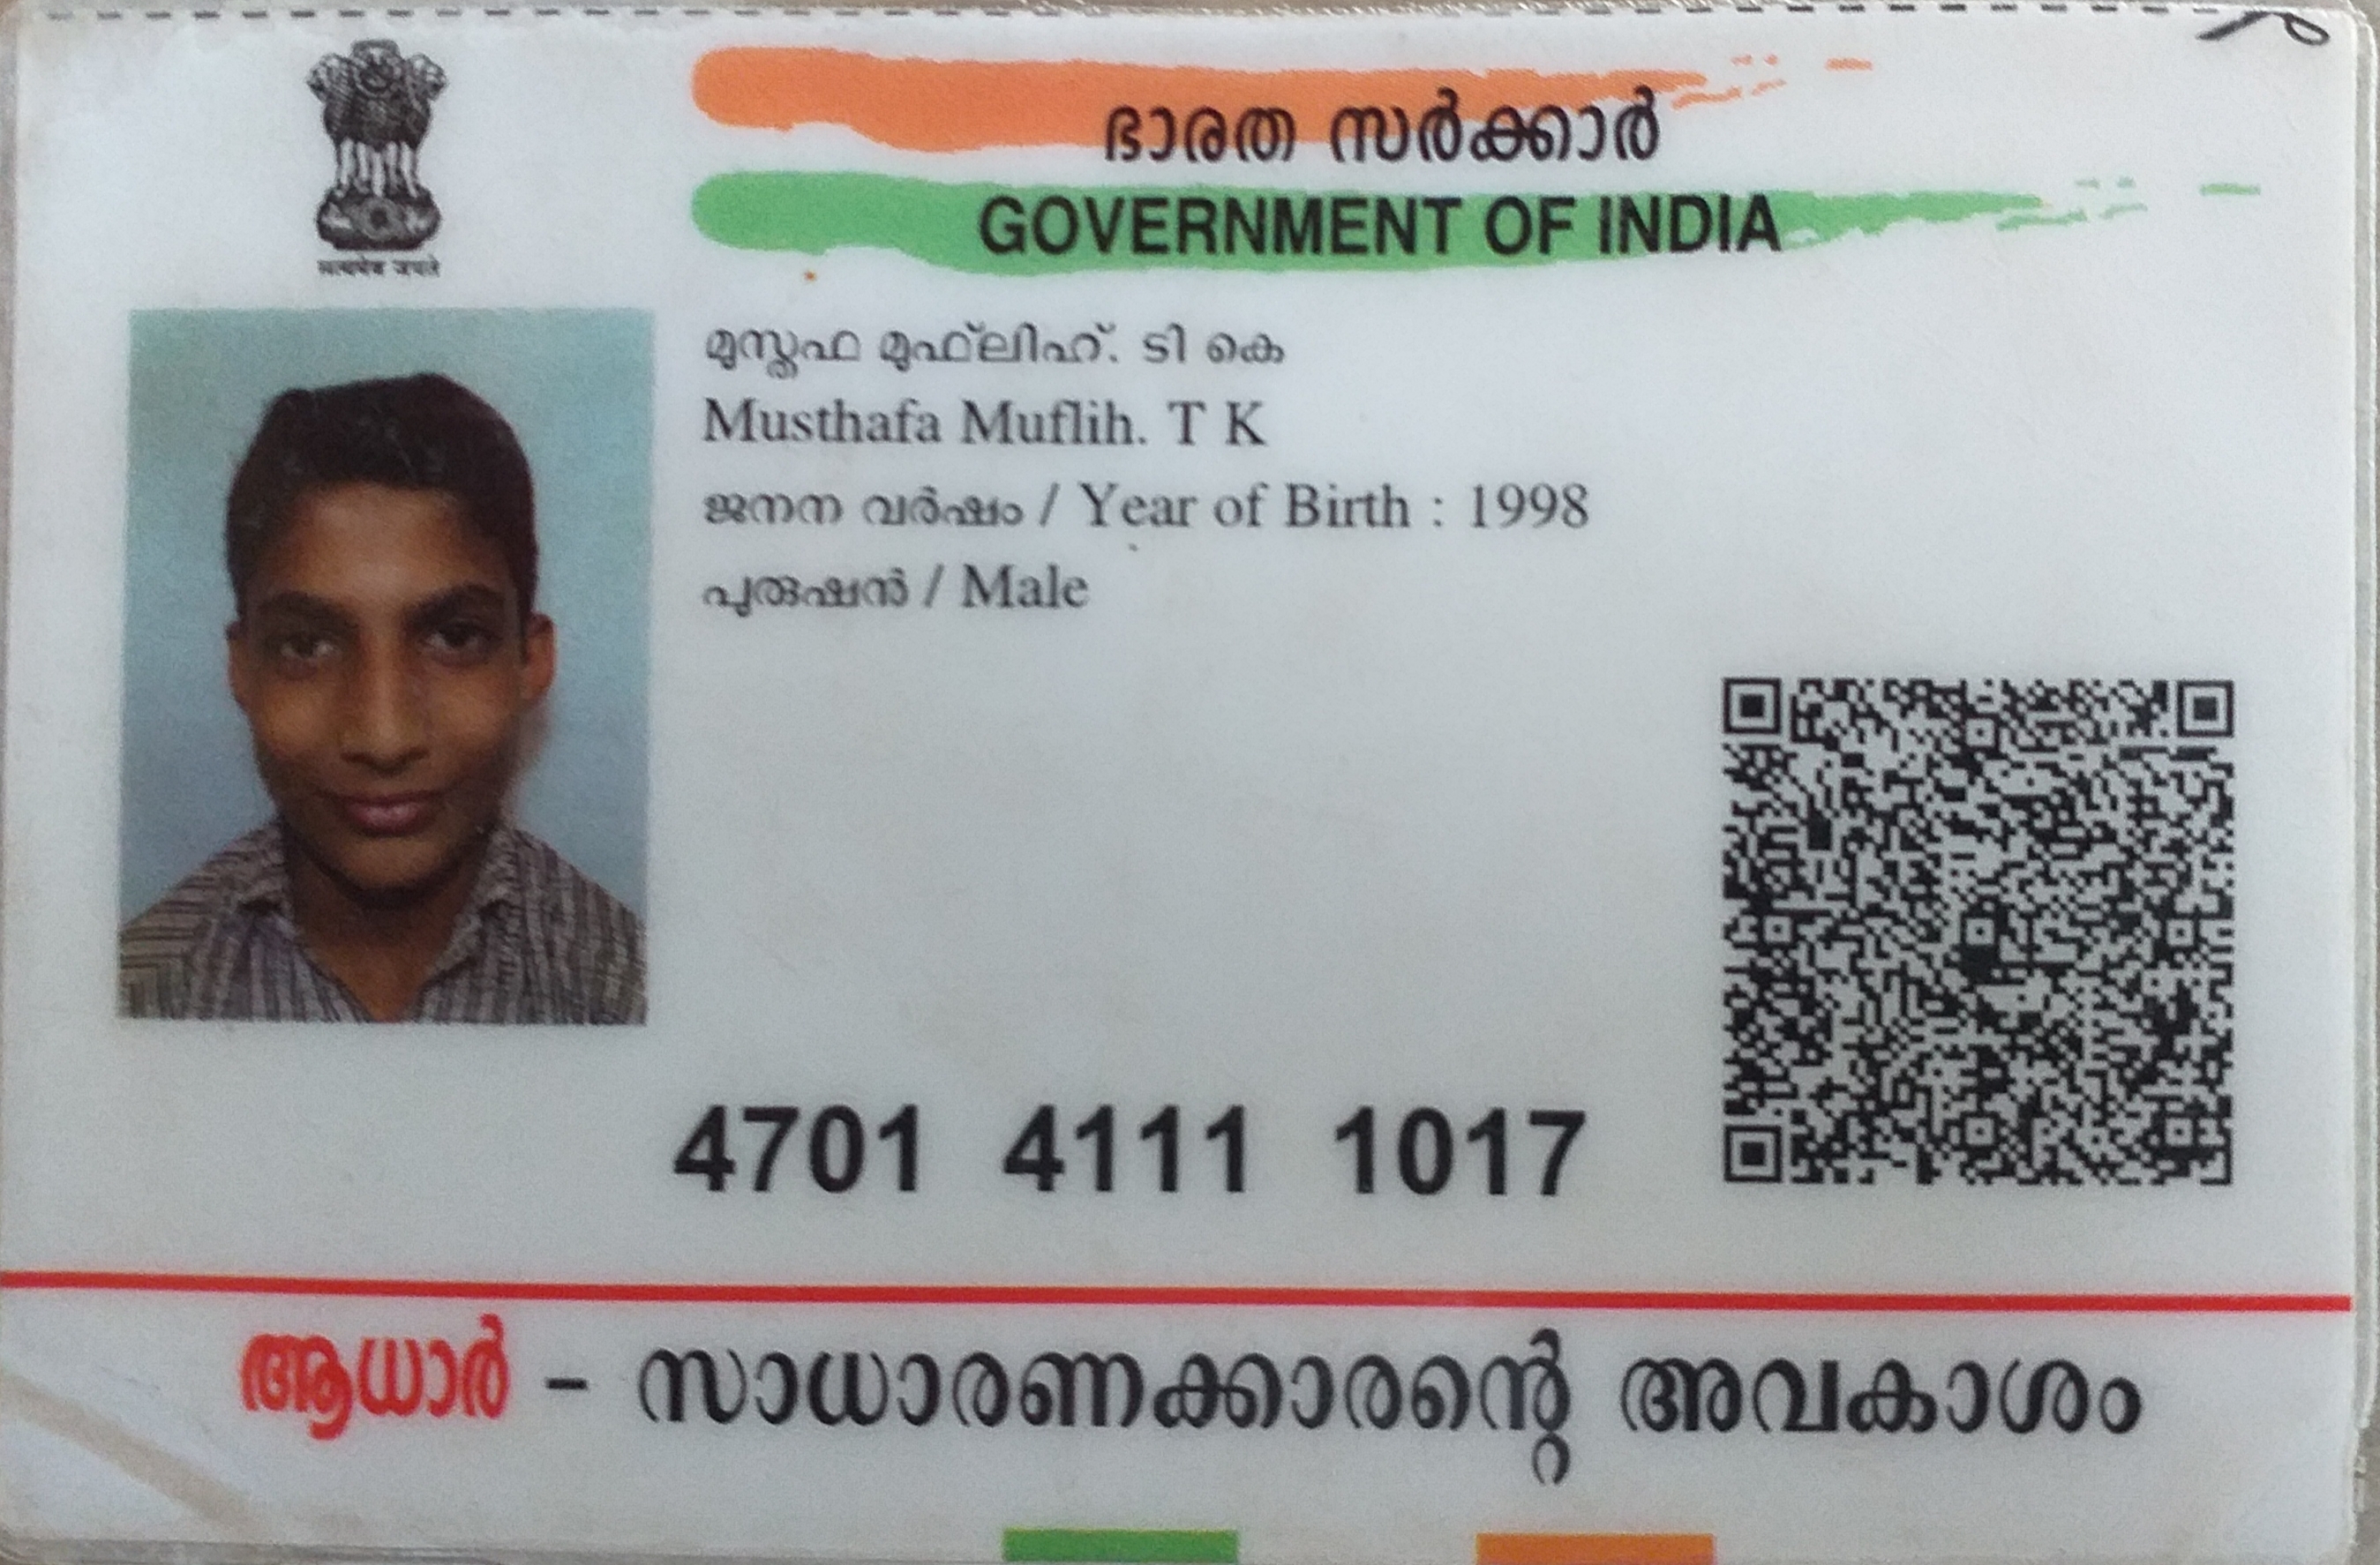 सत्यमेव जयते
ഭാരത സർക്കാർ
GOVERNMENT OF INDIA
മുസ്തഫ മുഫ്ലിഹ്. ടി കെ
Musthafa Muflih. T K
ജനന വർഷം / Year of Birth : 1998
പുരുഷൻ / Male
4701 4111 1017
ആധാർ - സാധാരണക്കാരന്റെ അവകാശം